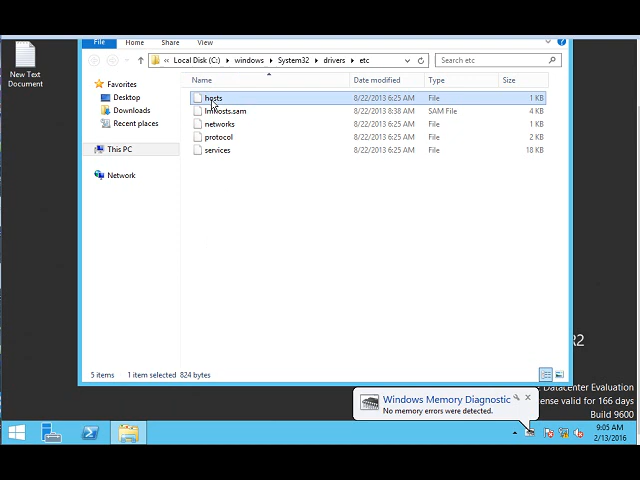 New Text
Document
File Home Share View
Local Disk (C:) windows System32 drivers etc Search etc
Name Date modified Type Size
Favorites
Desktop
Downloads
Recent places
This PC
Network
hosts 8/22/2013 6:25 AM File 1 KB
lmhosts.sam 8/22/2013 8:38 AM SAM File 4 KB
networks 8/22/2013 6:25 AM File 1 KB
protocol 8/22/2013 6:25 AM File 2 KB
services 8/22/2013 6:25 AM File 18 KB
R2
5 items 1 item selected 824 bytes
Datacenter Evaluation
Windows Memory Diagnostic
No memory errors were detected.
ense valid for 166 days
Build 9600
9:05 AM
2/13/2016